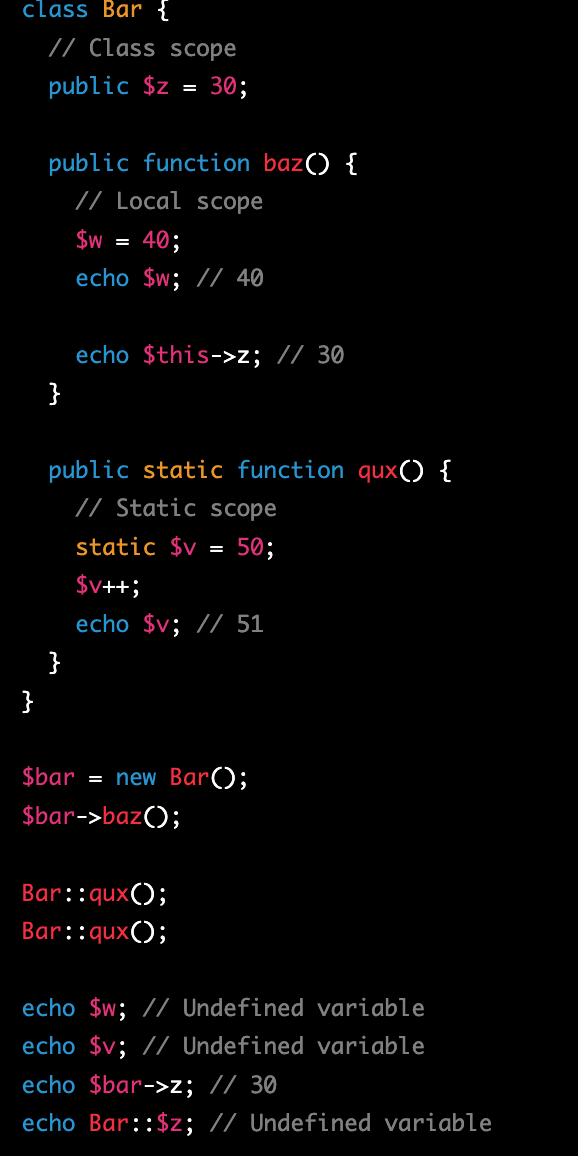 class Bar {
  // Class scope
  public $z = 30;

  public function baz() {
    // Local scope
    $w = 40;
    echo $w; // 40

    echo $this->z; // 30
  }

  public static function qux() {
    // Static scope
    static $v = 50;
    $v++;
    echo $v; // 51
  }
}

$bar = new Bar();
$bar->baz();

Bar::qux();
Bar::qux();

echo $w; // Undefined variable
echo $v; // Undefined variable
echo $bar->z; // 30
echo Bar::$z; // Undefined variable